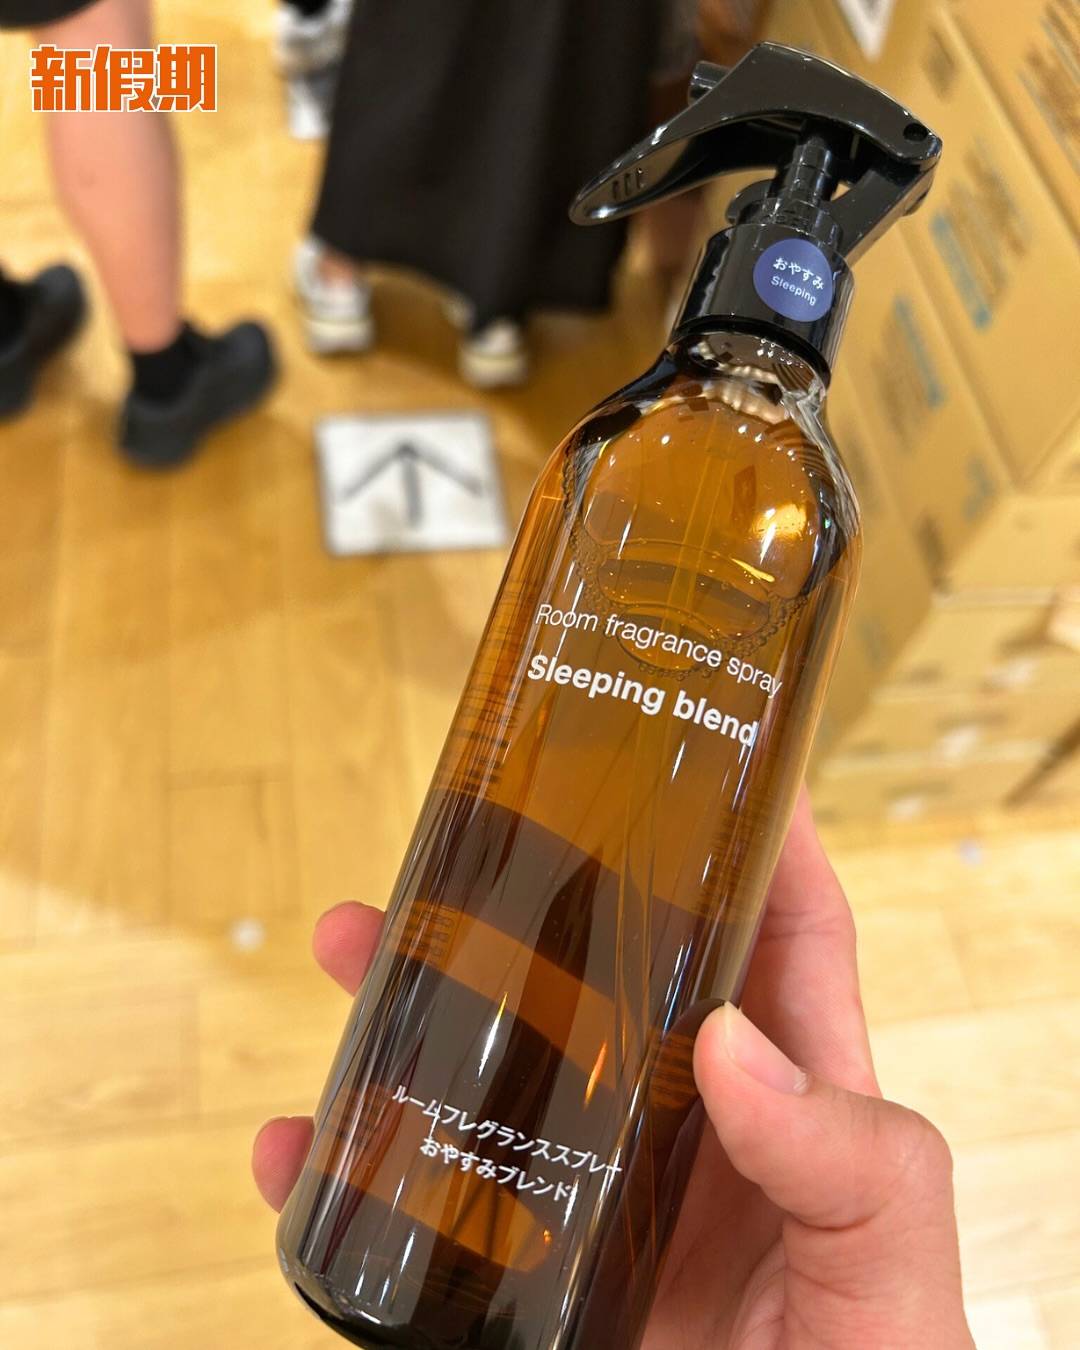 新假期
おやすみ
Sleeping
Room fragrance spray
Sleeping blend
ルームフレグランススプレー
おやすみブレンド